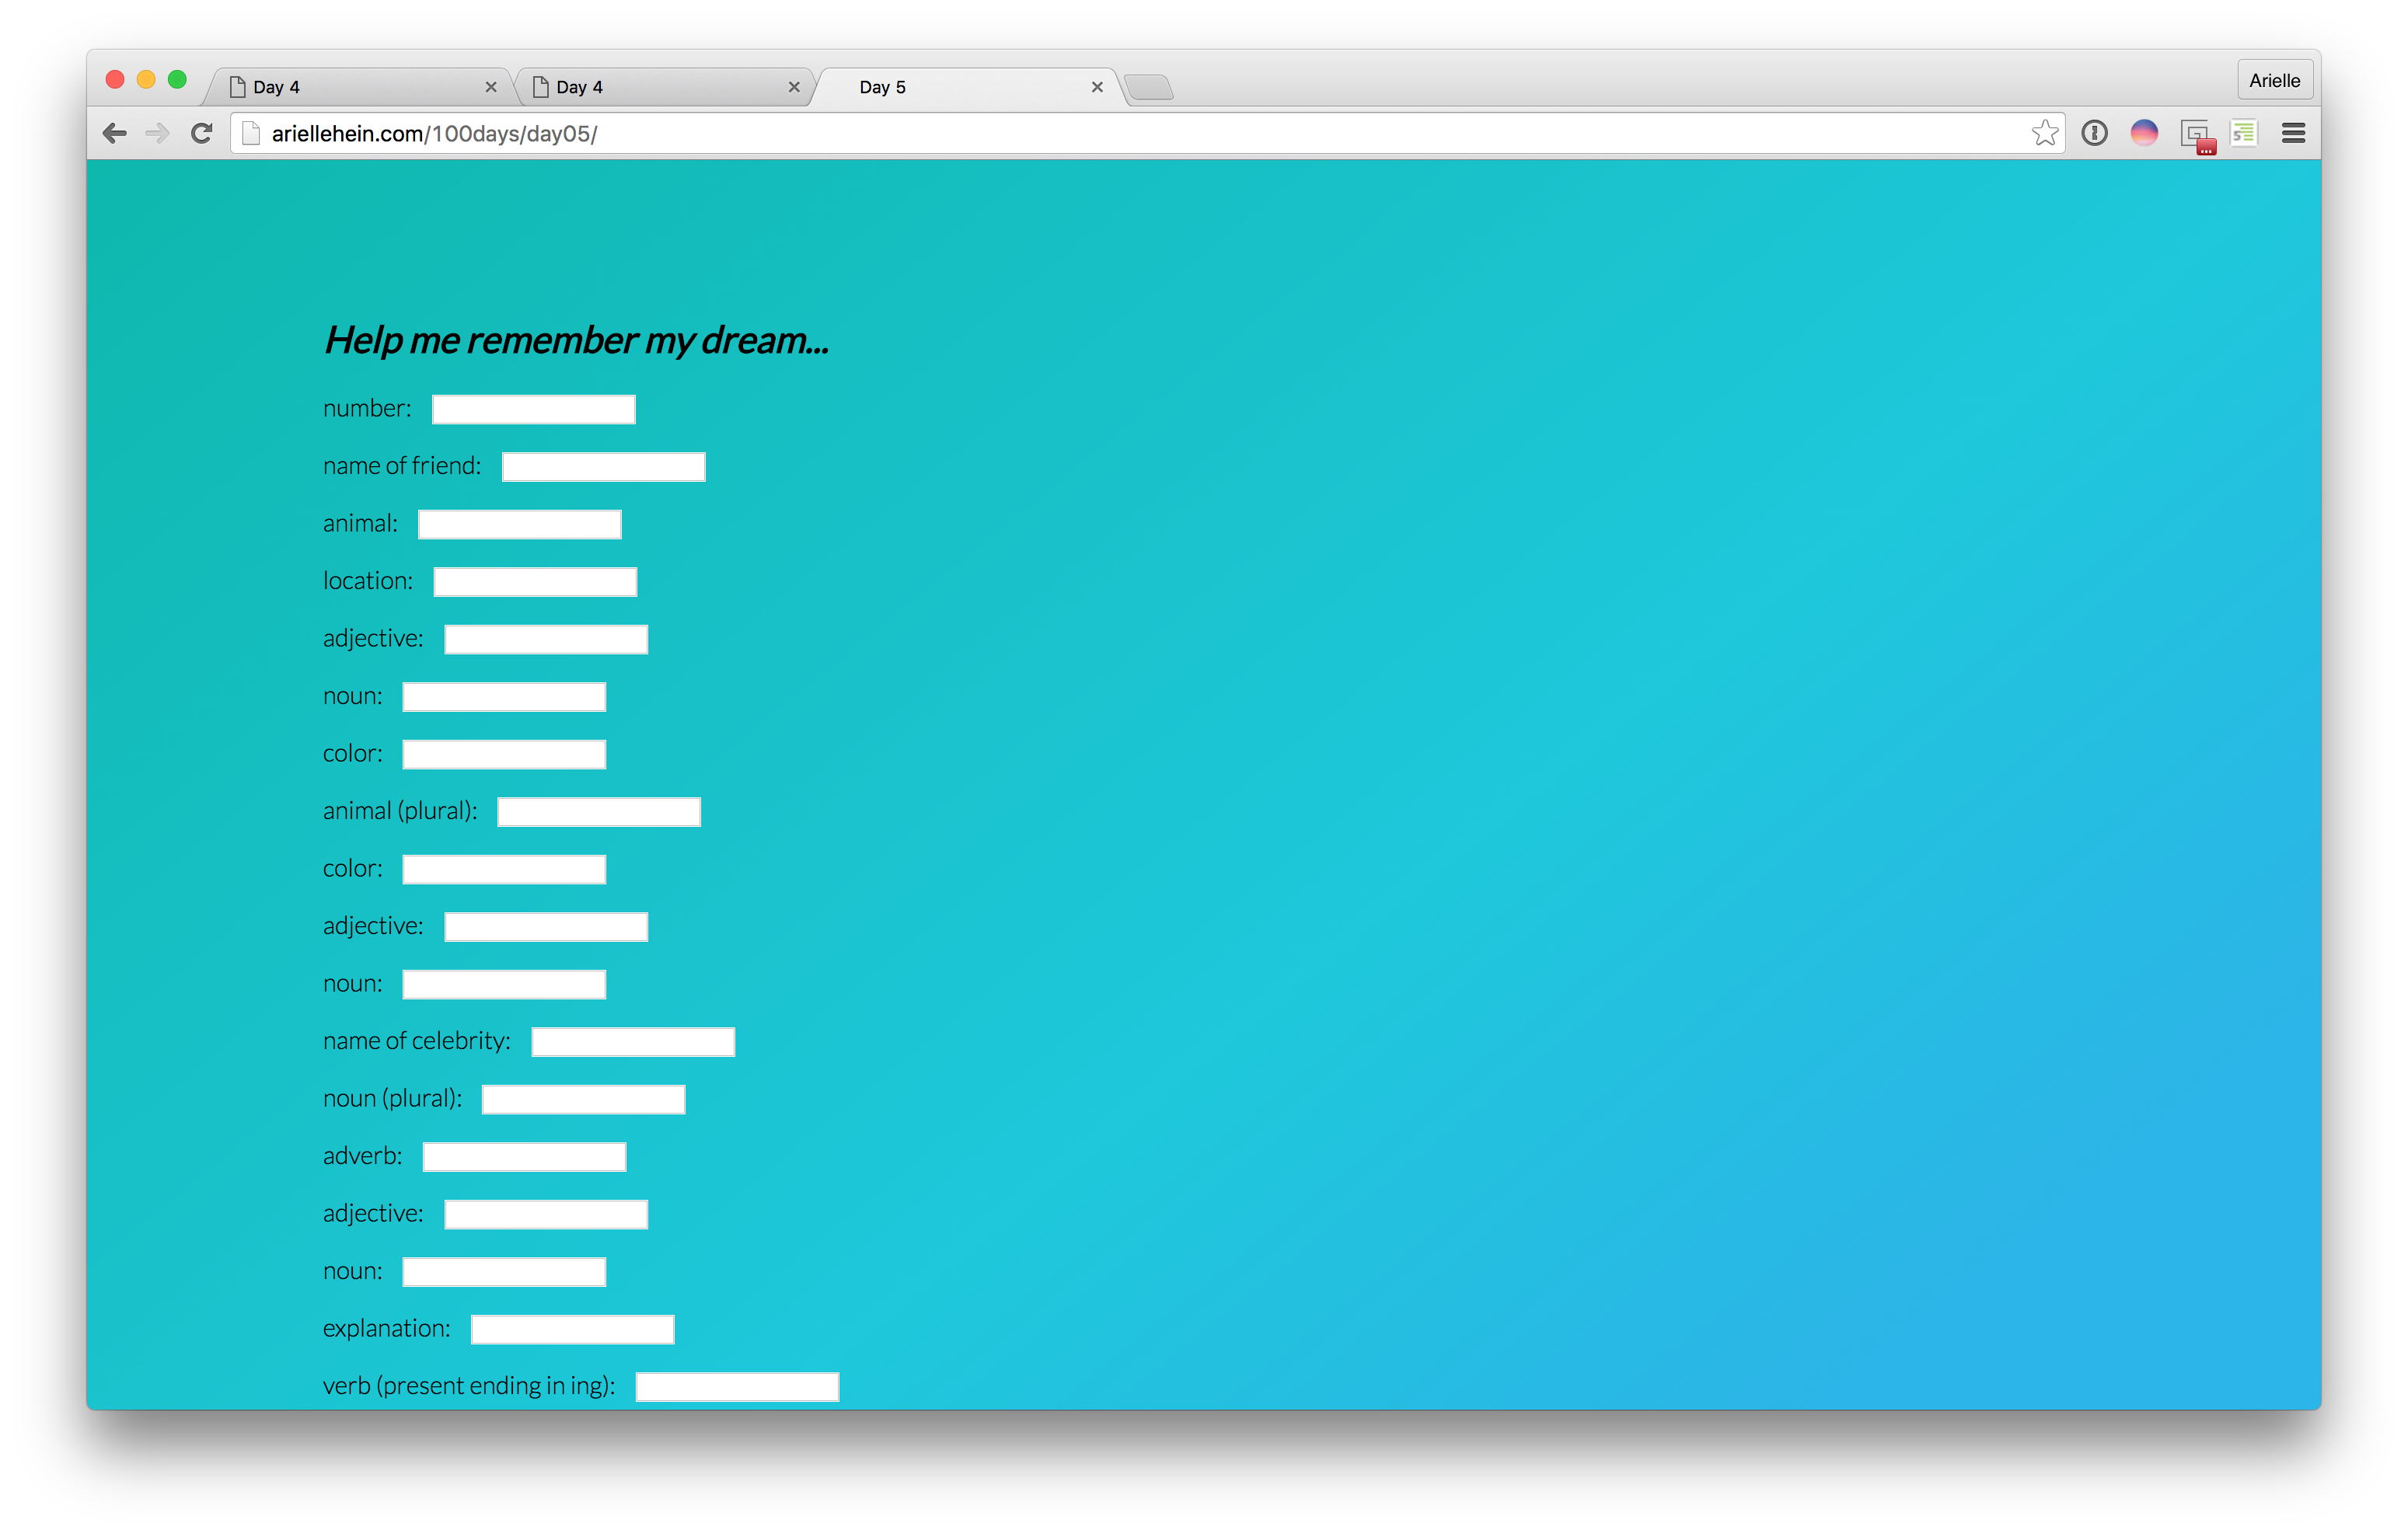 Day 4
Day 4
Day 5
Arielle
ariellehein.com/100days/day05/
5
Help me remember my dream...
number:
name of friend:
animal:
location:
adjective:
noun:
color:
animal (plural):
color:
adjective:
noun:
name of celebrity:
noun (plural):
adverb:
adjective:
noun:
explanation:
verb (present ending in ing):